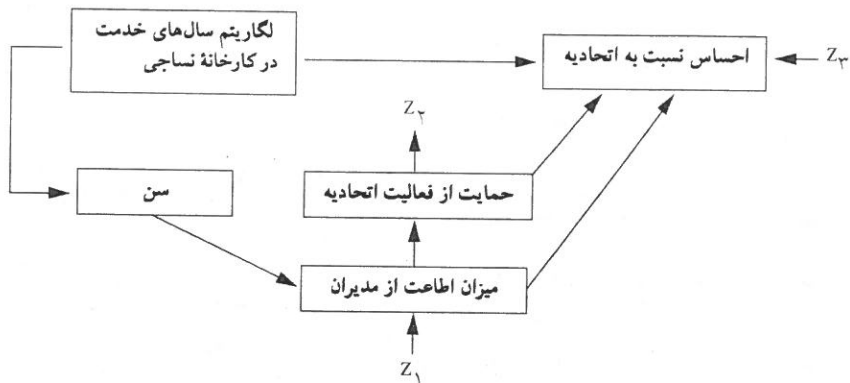 لگاریتم سال‌های خدمت
در کارخانهٔ نساجی
احساس نسبت به اتحادیه
Z۳
Z۲
سن
حمایت از فعالیت اتحادیه
میزان اطاعت از مدیران
Z۱